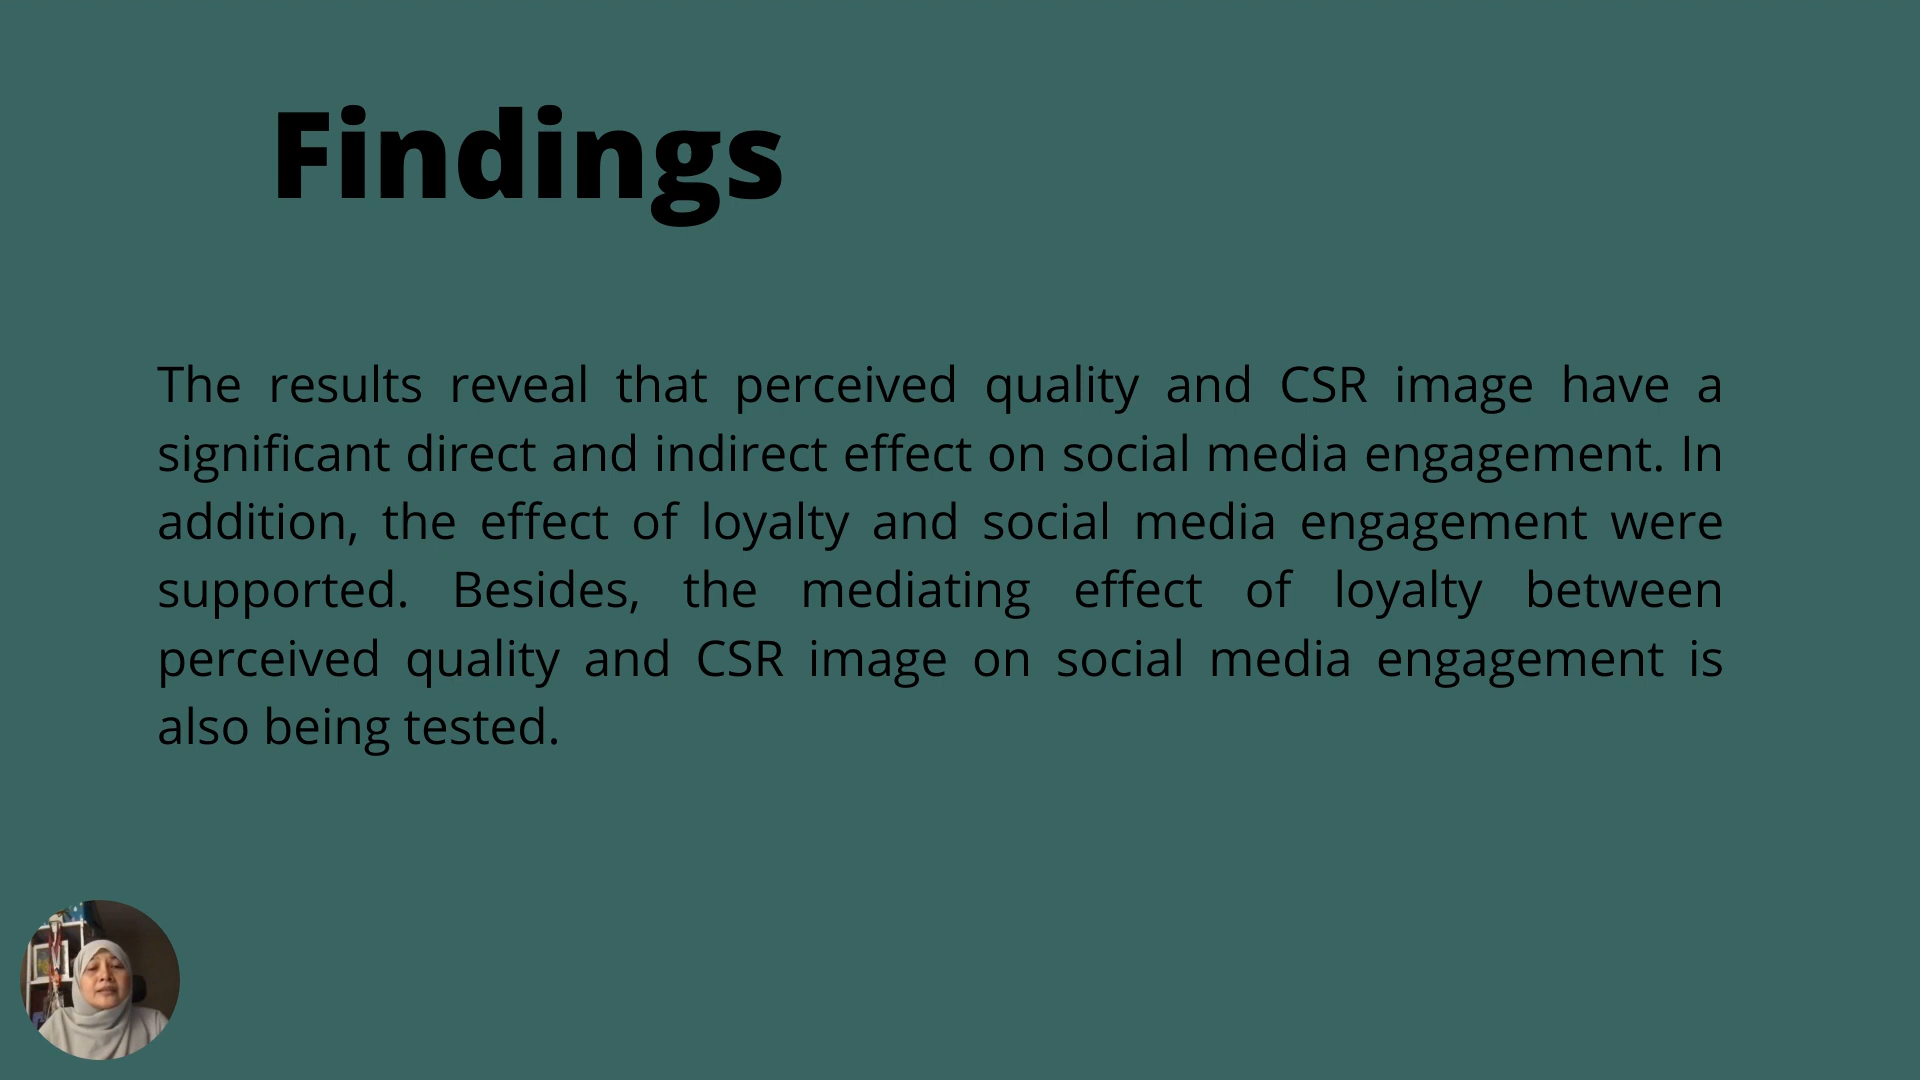 Findings
The results reveal that perceived quality and CSR image have a
significant direct and indirect effect on social media engagement. In
addition, the effect of loyalty and social media engagement were
supported. Besides, the mediating effect of loyalty between
perceived quality and CSR image on social media engagement is
also being tested.